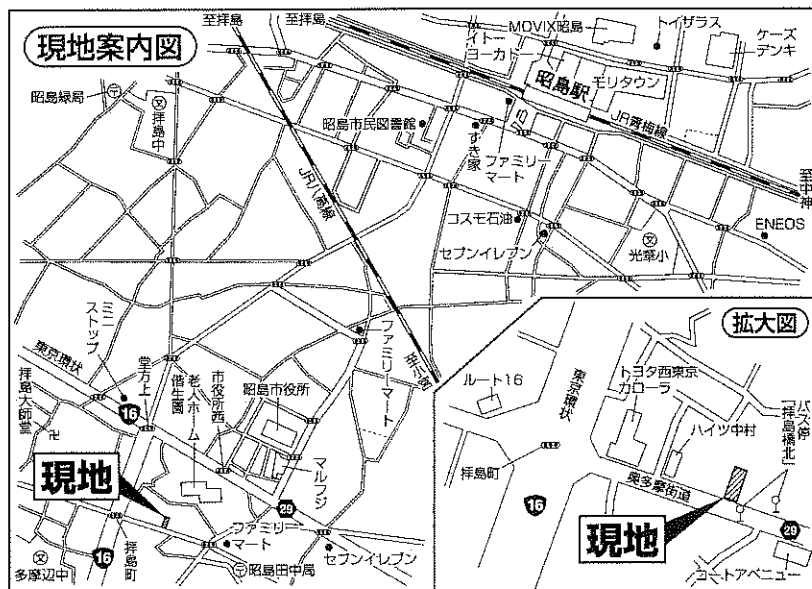 現地案内図
至拝島
至拝島
MOVIX昭島
トイザラス
イトーヨーカドー
ケーズデンキ
昭島駅
モリタウン
JR青梅線
昭島緑局
拝島中
昭島市民図書館
すき家
ファミリーマート
至中神
JR八高線
コスモ石油
セブンイレブン
光華小
ENEOS
ミニストップ
東京環状
ファミリーマート
至小宮
拝島大師堂
16
堂方上
老人ホーム偕生園
市役所西
昭島市役所
マルフジ
現地
29
拝島町
16
ファミリーマート
セブンイレブン
多摩辺中
昭島田中局
拡大図
東京環状
トヨタ西東京カローラ
ルート16
ハイツ中村
バス停「拝島橋北」
拝島町
奥多摩街道
16
現地
29
コートアベニュー